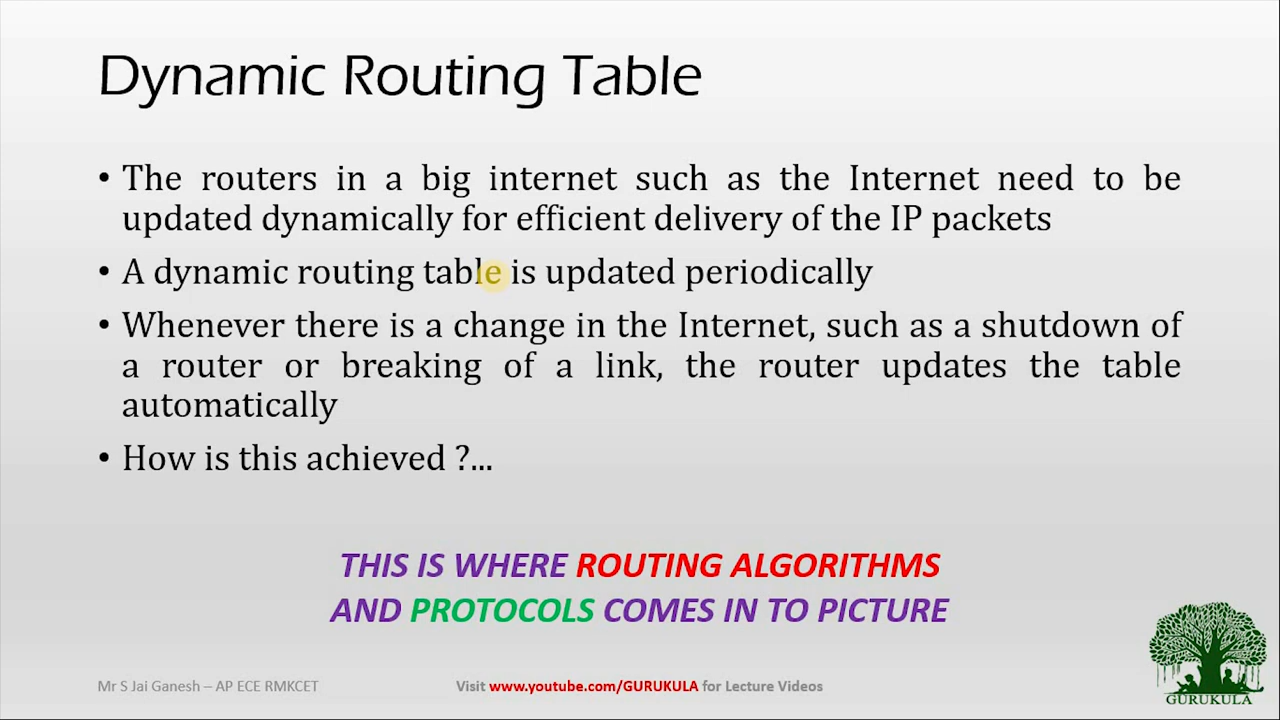 Dynamic Routing Table
• The routers in a big internet such as the Internet need to be
updated dynamically for efficient delivery of the IP packets
• A dynamic routing table is updated periodically
• Whenever there is a change in the Internet, such as a shutdown of
a router or breaking of a link, the router updates the table
automatically
• How is this achieved ?...
THIS IS WHERE ROUTING ALGORITHMS
AND PROTOCOLS COMES IN TO PICTURE
Mr S Jai Ganesh – AP ECE RMKCET
Visit www.youtube.com/GURUKULA for Lecture Videos
GURUKULA